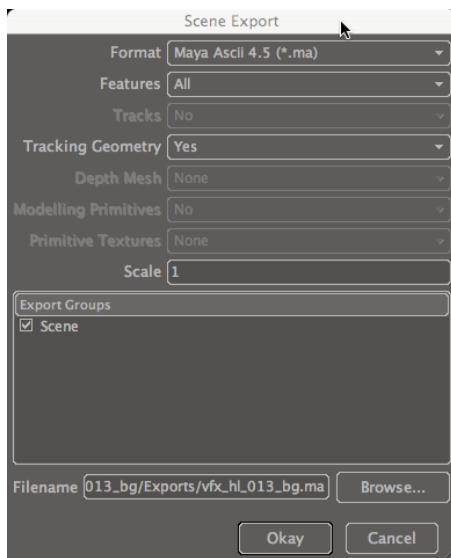 Scene Export
Format Maya Ascii 4.5 (*.ma)
Features All
Tracks No
Tracking Geometry Yes
Depth Mesh None
Modelling Primitives No
Primitive Textures None
Scale 1
Export Groups
Scene
Filename 013_bg/Exports/vfx_hl_013_bg.ma Browse...
Okay Cancel